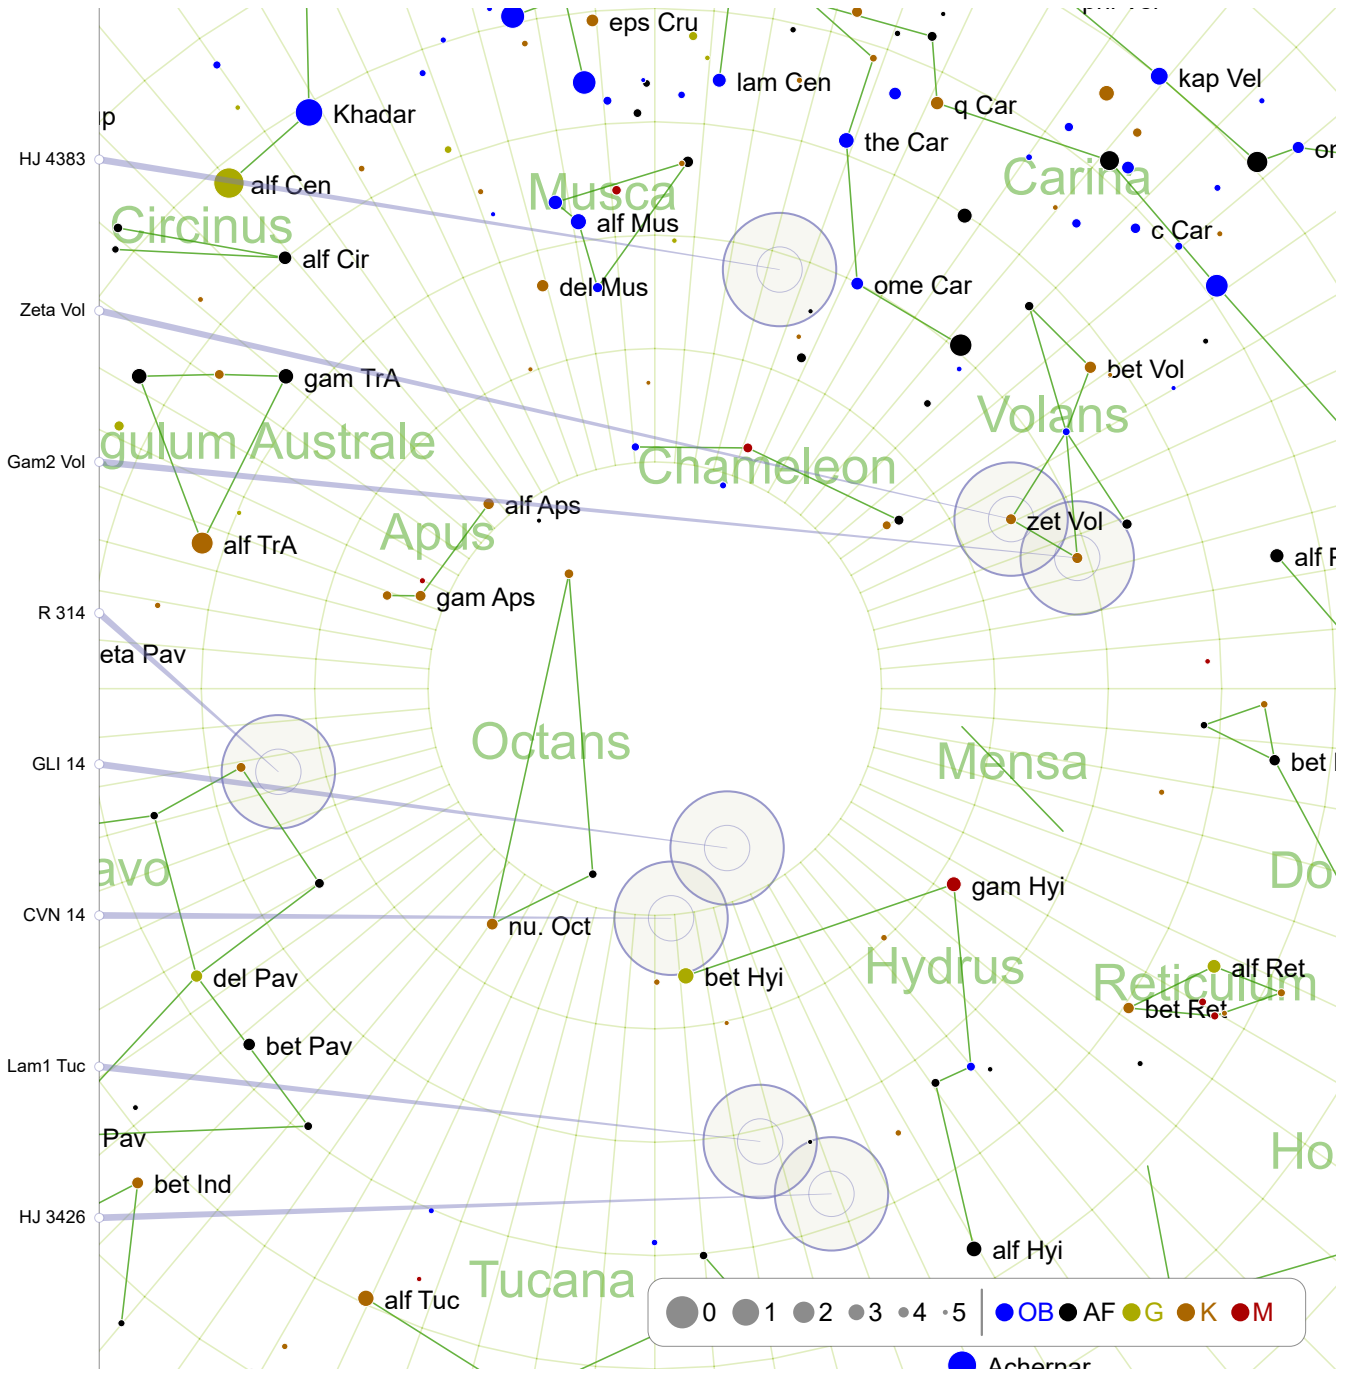 eps Cru
lam Cen
kap Vel
q Car
Khadar
the Car
HJ 4383
alf Cen
Musca
Carina
Circinus
alf Mus
c Car
alf Cir
del Mus
ome Car
Zeta Vol
gam TrA
bet Vol
Volans
gulum Australe
Gam2 Vol
Chameleon
alf Aps
zet Vol
Apus
alf TrA
alf
gam Aps
R 314
eta Pav
Octans
GLI 14
Mensa
bet
avo
Do
gam Hyi
CVN 14
nu. Oct
Hydrus
alf Ret
del Pav
bet Hyi
Reticulum
bet Ret
bet Pav
Lam1 Tuc
Pav
Ho
bet Ind
HJ 3426
alf Hyi
Tucana
alf Tuc
0 1 2 3 4 5 OB AF G K M
Achernar